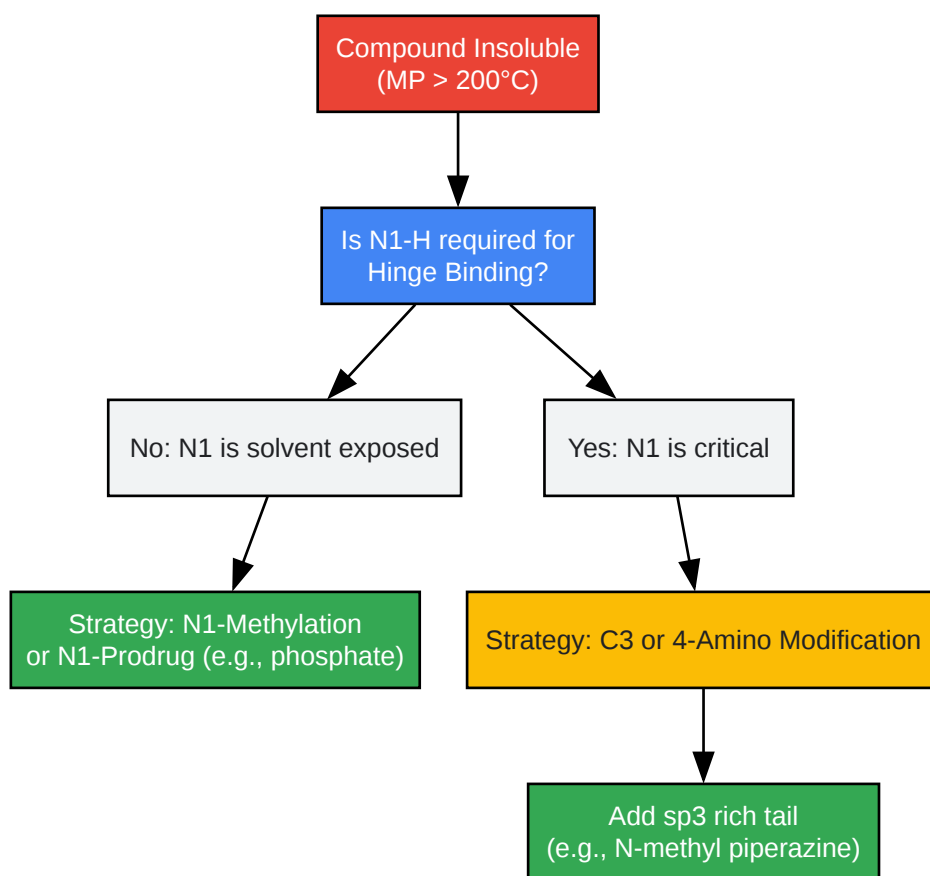 Compound Insoluble
(MP > 200°C)
Is N1-H required for
Hinge Binding?
No: N1 is solvent exposed
Yes: N1 is critical
Strategy: N1-Methylation
or N1-Prodrug (e.g., phosphate)
Strategy: C3 or 4-Amino Modification
Add sp3 rich tail
(e.g., N-methyl piperazine)